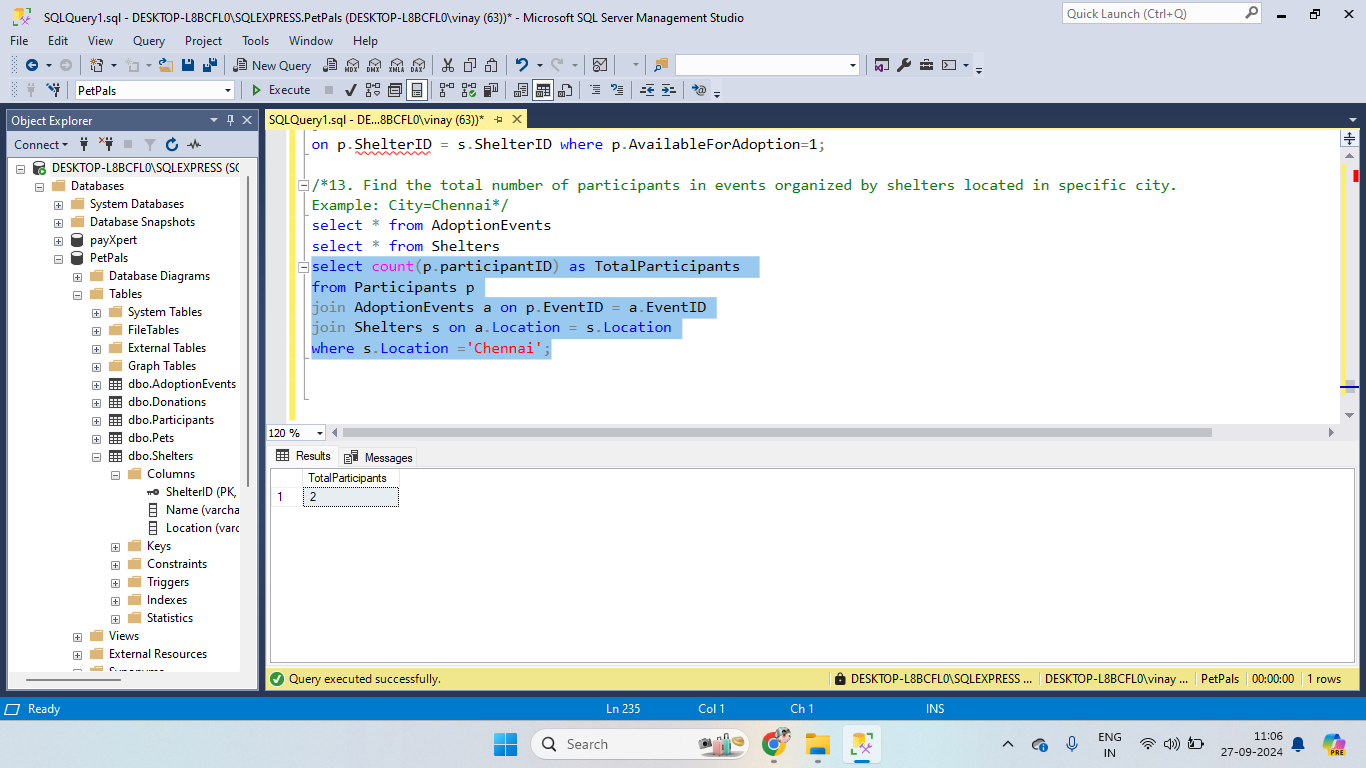 SQLQuery1.sql - DESKTOP-L8BCFL0\SQLEXPRESS.PetPals (DESKTOP-L8BCFL0\vinay (63))* - Microsoft SQL Server Management Studio
Quick Launch (Ctrl+Q)
File Edit View Query Project Tools Window Help
New Query MDX DMX XMLA DAX
PetPals Execute
Object Explorer
SQLQuery1.sql - DE...8BCFL0\vinay (63))*
Connect
DESKTOP-L8BCFL0\SQLEXPRESS (SQ
Databases
System Databases
Database Snapshots
payXpert
PetPals
Database Diagrams
Tables
System Tables
FileTables
External Tables
Graph Tables
dbo.AdoptionEvents
dbo.Donations
dbo.Participants
dbo.Pets
dbo.Shelters
Columns
ShelterID (PK,
Name (varcha
Location (varc
Keys
Constraints
Triggers
Indexes
Statistics
Views
External Resources
on p.ShelterID = s.ShelterID where p.AvailableForAdoption=1;
/*13. Find the total number of participants in events organized by shelters located in specific city.
Example: City=Chennai*/
select * from AdoptionEvents
select * from Shelters
select count(p.participantID) as TotalParticipants
from Participants p
join AdoptionEvents a on p.EventID = a.EventID
join Shelters s on a.Location = s.Location
where s.Location ='Chennai';
120 %
Results Messages
TotalParticipants
1 2
Query executed successfully. DESKTOP-L8BCFL0\SQLEXPRESS ... DESKTOP-L8BCFL0\vinay ... PetPals 00:00:00 1 rows
Ready Ln 235 Col 1 Ch 1 INS
Search
ENG
IN
11:06
27-09-2024
PRE